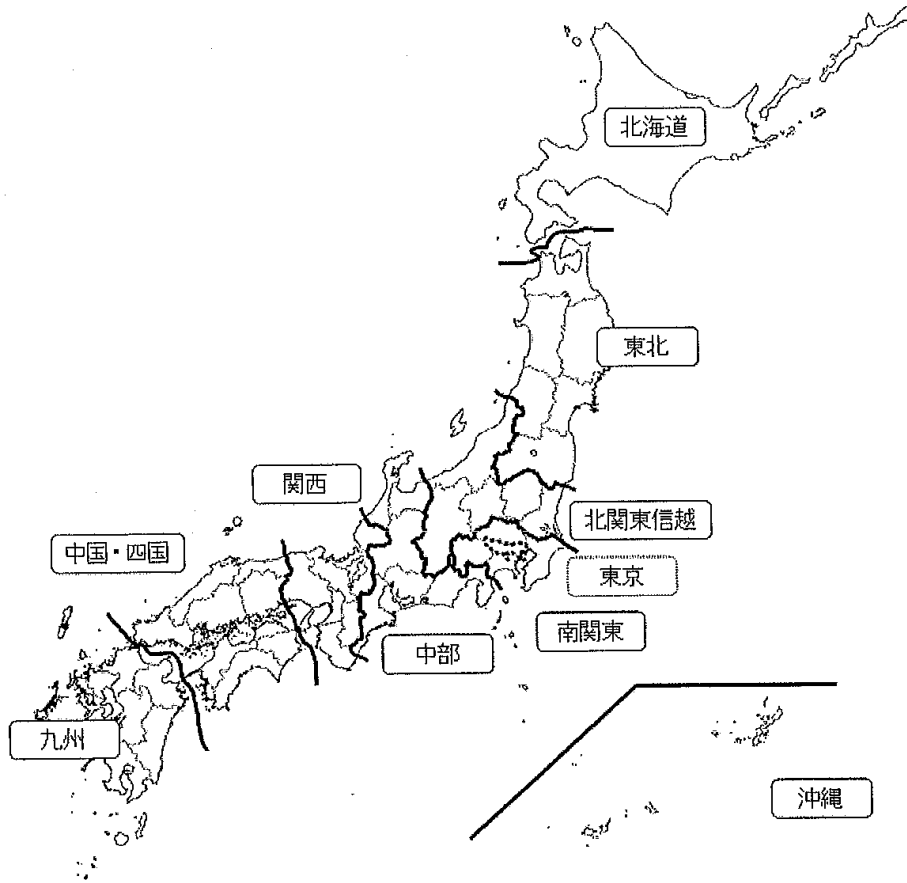 北海道
東北
関西
北関東信越
中国・四国
東京
南関東
中部
九州
沖縄